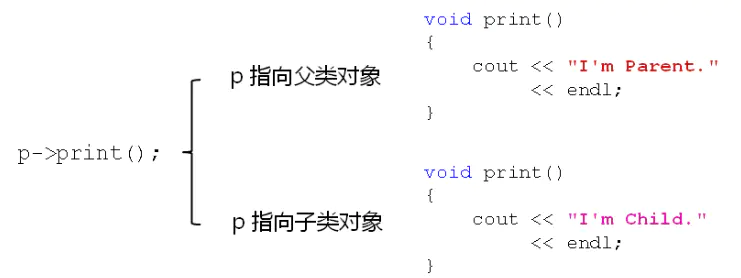 p->print();
p 指向父类对象
void print()
{
    cout << "I'm Parent."
         << endl;
}
p 指向子类对象
void print()
{
    cout << "I'm Child."
         << endl;
}